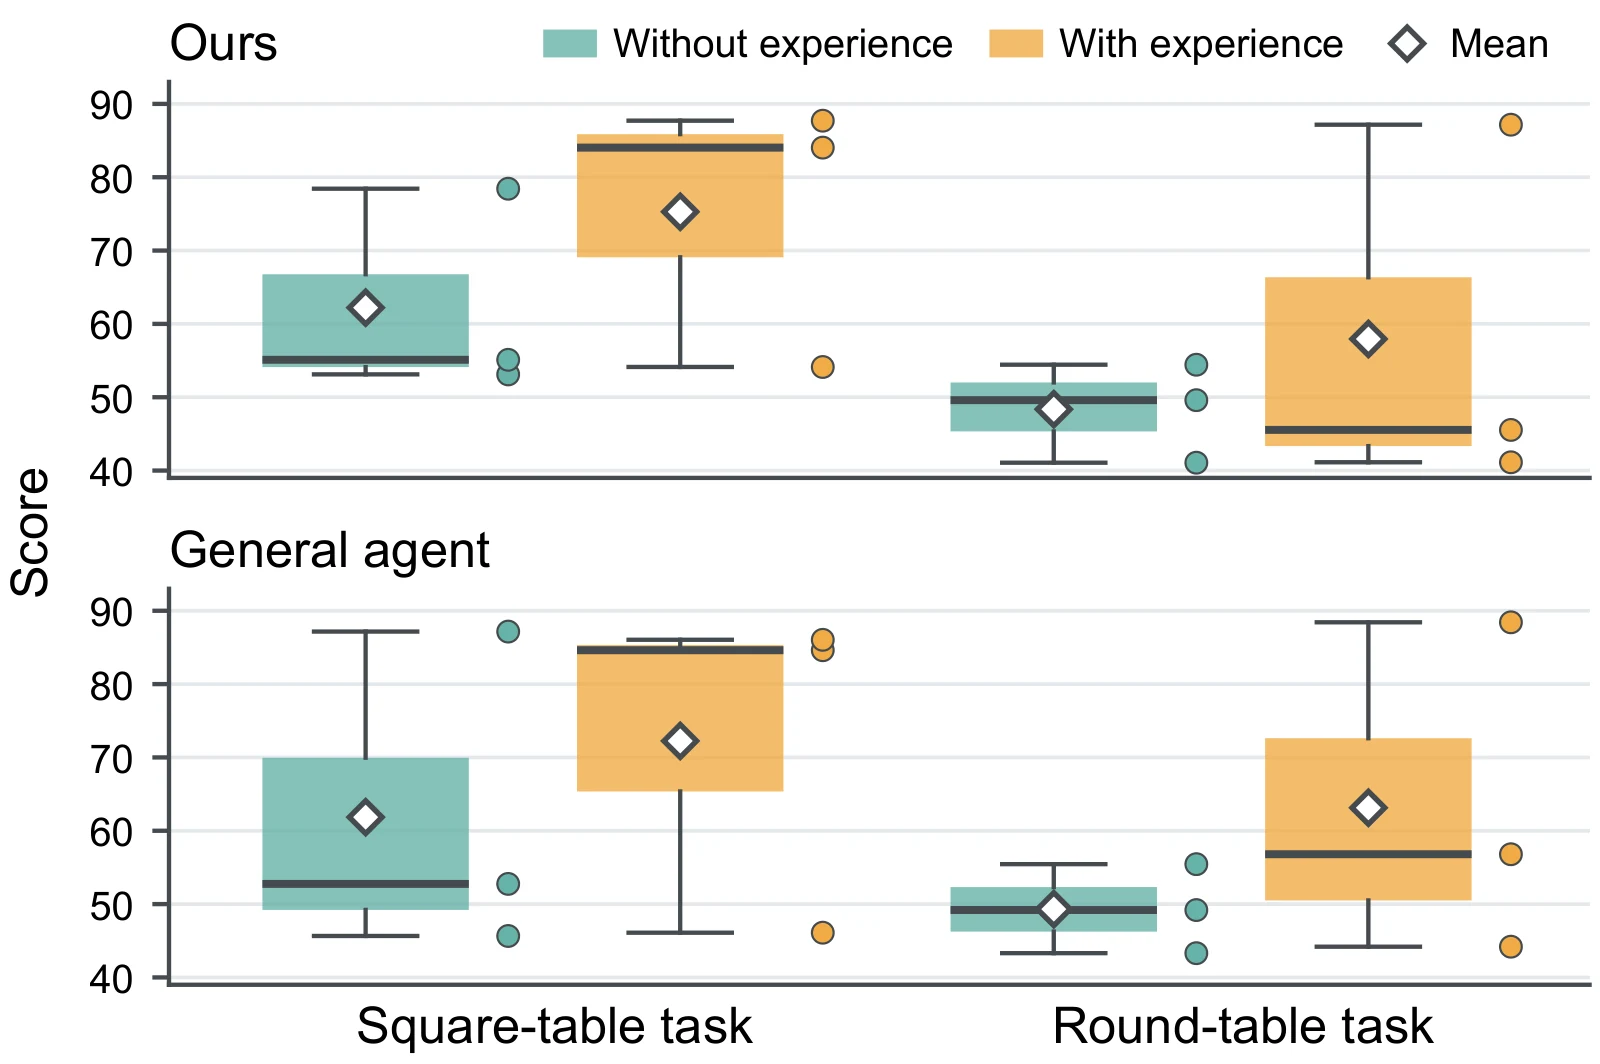 Ours
Without experience
With experience
Mean
90
80
70
60
50
40
Score
General agent
90
80
70
60
50
40
Square-table task
Round-table task